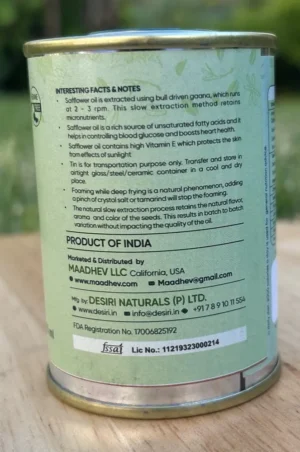 INTERESTING FACTS & NOTES
• Safflower oil is extracted using bull driven gaana, which runs
at 2 - 3 rpm. This slow extraction method retains
micronutrients.
• Safflower oil is a rich source of unsaturated fatty acids and it
helps in controlling blood glucose and boosts heart health.
• Safflower oil contains high Vitamin E, which protects the skin
from effects of sunlight.
• Tin is for transportation purpose only. Transfer and store in
airtight glass/steel/ceramic container in a cool and dry
place.
• Foaming while deep frying is a natural phenomenon, adding
a pinch of crystal salt or tamarind will stop the foaming.
• The natural slow extraction process retains the natural flavor,
aroma and color of the seeds. This results in batch to batch
variation without impacting the quality of the oil.
PRODUCT OF INDIA
Marketed & Distributed by
MAADHEV LLC California, USA
www.maadhev.com Maadhev@gmail.com
Mfg. by: DESIRI NATURALS (P) LTD.
www.desiri.in info@desiri.in +91 7 8 9 10 11 554
FDA Registration No. 17006825192
fssai Lic No.: 11219323000214